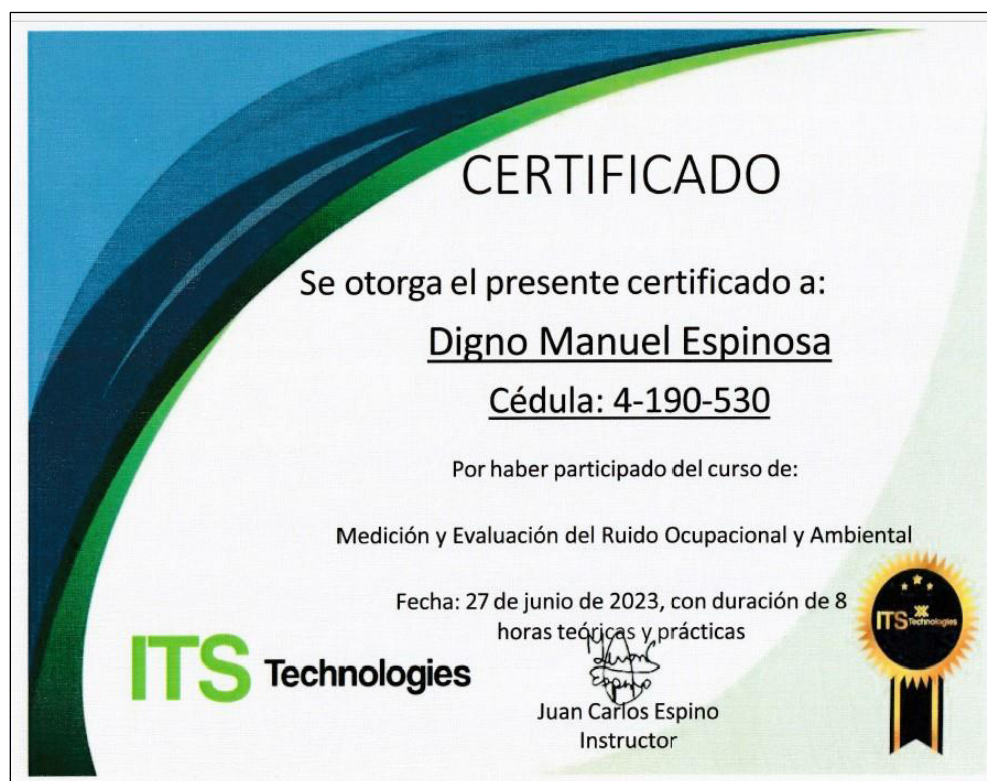 CERTIFICADO
Se otorga el presente certificado a:
Digno Manuel Espinosa
Cédula: 4-190-530
Por haber participado del curso de:
Medición y Evaluación del Ruido Ocupacional y Ambiental
Fecha: 27 de junio de 2023, con duración de 8
horas teóricas y prácticas
ITS Technologies
Espino
Juan Carlos Espino
Instructor
ITS Technologies